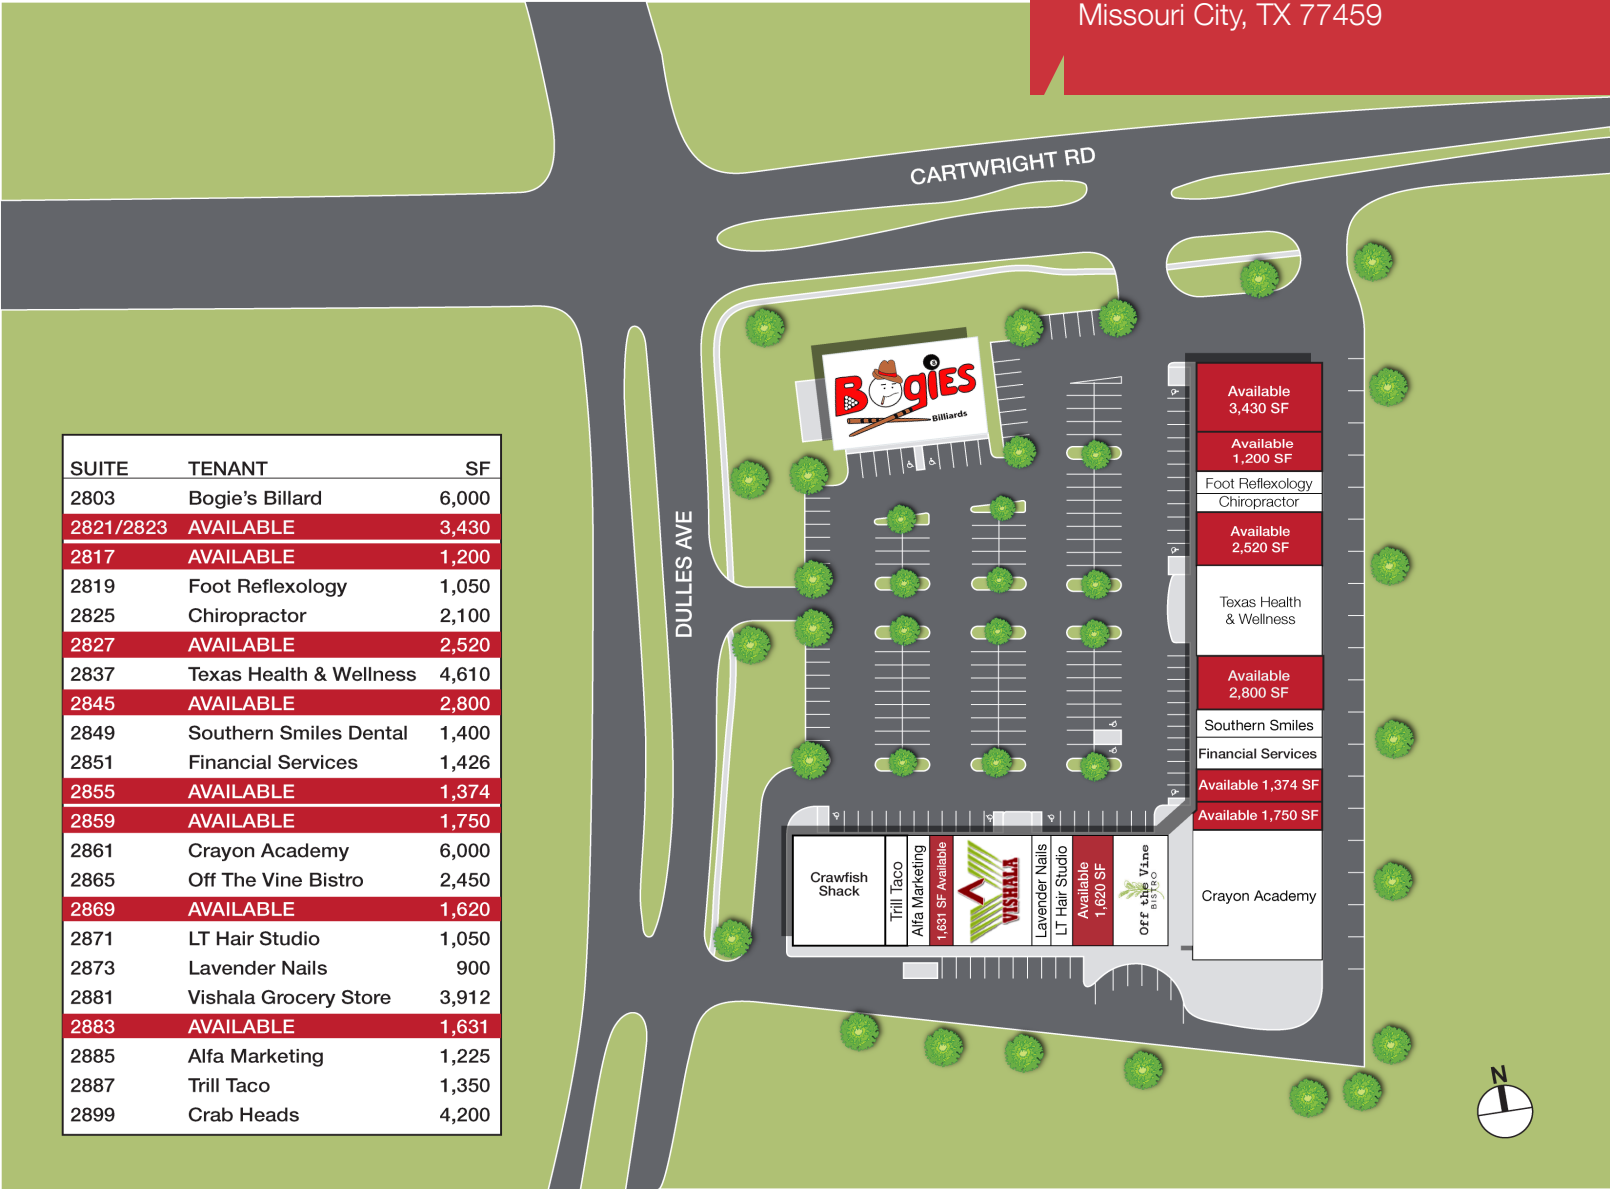 Missouri City, TX 77459
CARTWRIGHT RD
DULLES AVE
BOGIES
8
Billiards
SUITE TENANT SF
2803 Bogie's Billard 6,000
2821/2823 AVAILABLE 3,430
2817 AVAILABLE 1,200
2819 Foot Reflexology 1,050
2825 Chiropractor 2,100
2827 AVAILABLE 2,520
2837 Texas Health & Wellness 4,610
2845 AVAILABLE 2,800
2849 Southern Smiles Dental 1,400
2851 Financial Services 1,426
2855 AVAILABLE 1,374
2859 AVAILABLE 1,750
2861 Crayon Academy 6,000
2865 Off The Vine Bistro 2,450
2869 AVAILABLE 1,620
2871 LT Hair Studio 1,050
2873 Lavender Nails 900
2881 Vishala Grocery Store 3,912
2883 AVAILABLE 1,631
2885 Alfa Marketing 1,225
2887 Trill Taco 1,350
2899 Crab Heads 4,200
Available
3,430 SF
Available
1,200 SF
Foot Reflexology
Chiropractor
Available
2,520 SF
Texas Health
& Wellness
Available
2,800 SF
Southern Smiles
Financial Services
Available 1,374 SF
Available 1,750 SF
Crayon Academy
Crawfish
Shack
Trill Taco
Alfa Marketing
1,631 SF Available
VISHALA
Lavender Nails
LT Hair Studio
Available
1,620 SF
Off the Vine
BISTRO
N